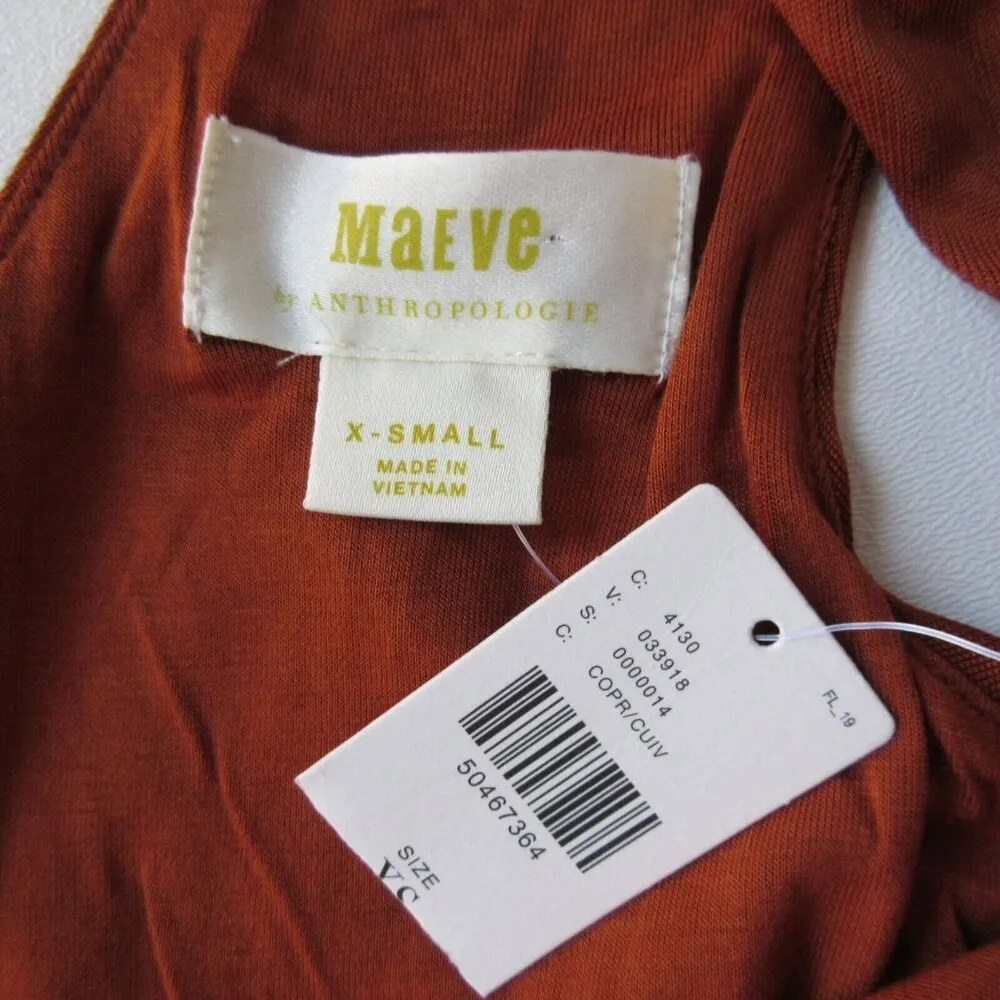 MaEVe
by ANTHROPOLOGIE
X-SMALL
MADE IN
VIETNAM
C: 4130
V: 033918
S: 0000014
C: COPR/CUIV
FL_19
50467364
SIZE
XS